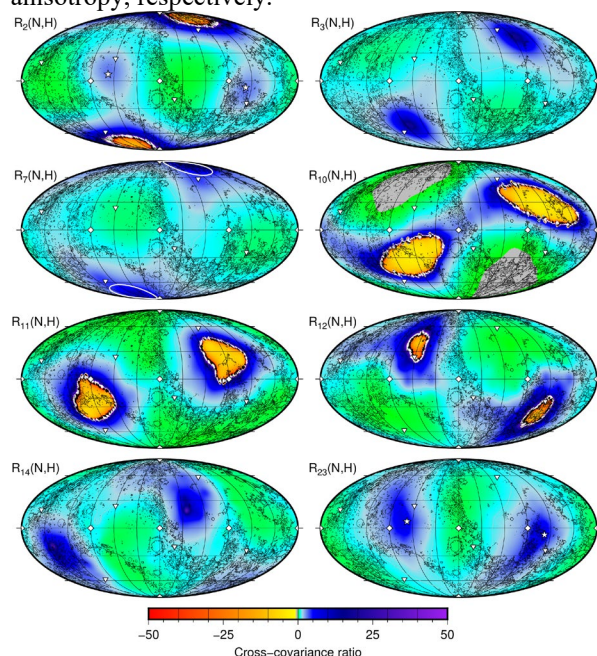 anisotropy, respectively.
R2(N,H)
R3(N,H)
R7(N,H)
R10(N,H)
R11(N,H)
R12(N,H)
R14(N,H)
R23(N,H)
−50 −25 0 25 50
Cross−covariance ratio